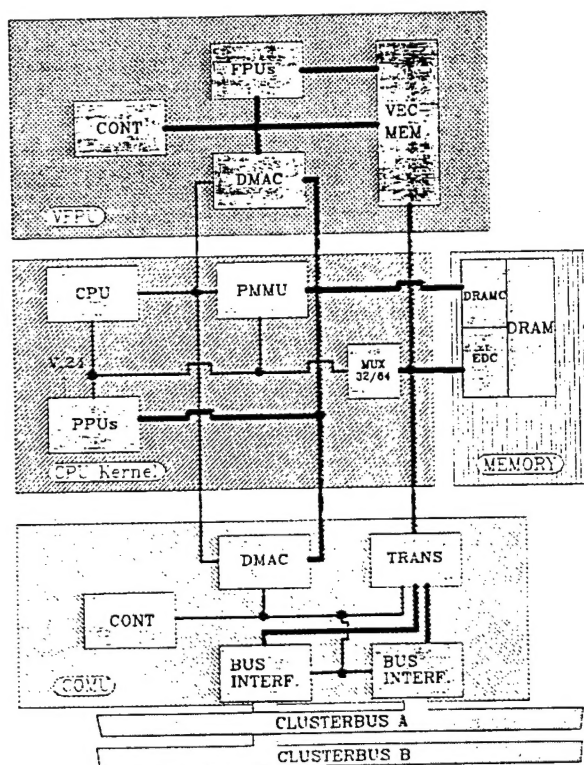 FPUs
VEC
MEM.
CONT
DMAC
VFPU
CPU
PMMU
DRAMC
DRAM
EDC
MUX
32/64
V.24
PPUs
CPU Kernel
MEMORY
DMAC
TRANS
CONT
BUS
INTERF.
BUS
INTERF.
COMU
CLUSTERBUS A
CLUSTERBUS B